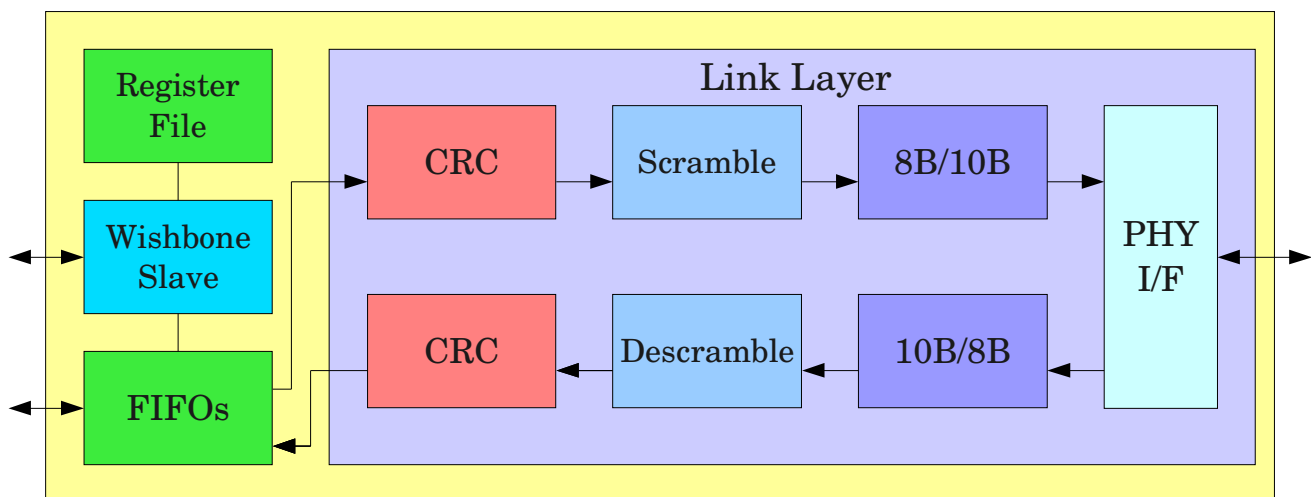 Register
File
Wishbone
Slave
FIFOs
Link Layer
CRC
Scramble
8B/10B
PHY
I/F
CRC
Descramble
10B/8B